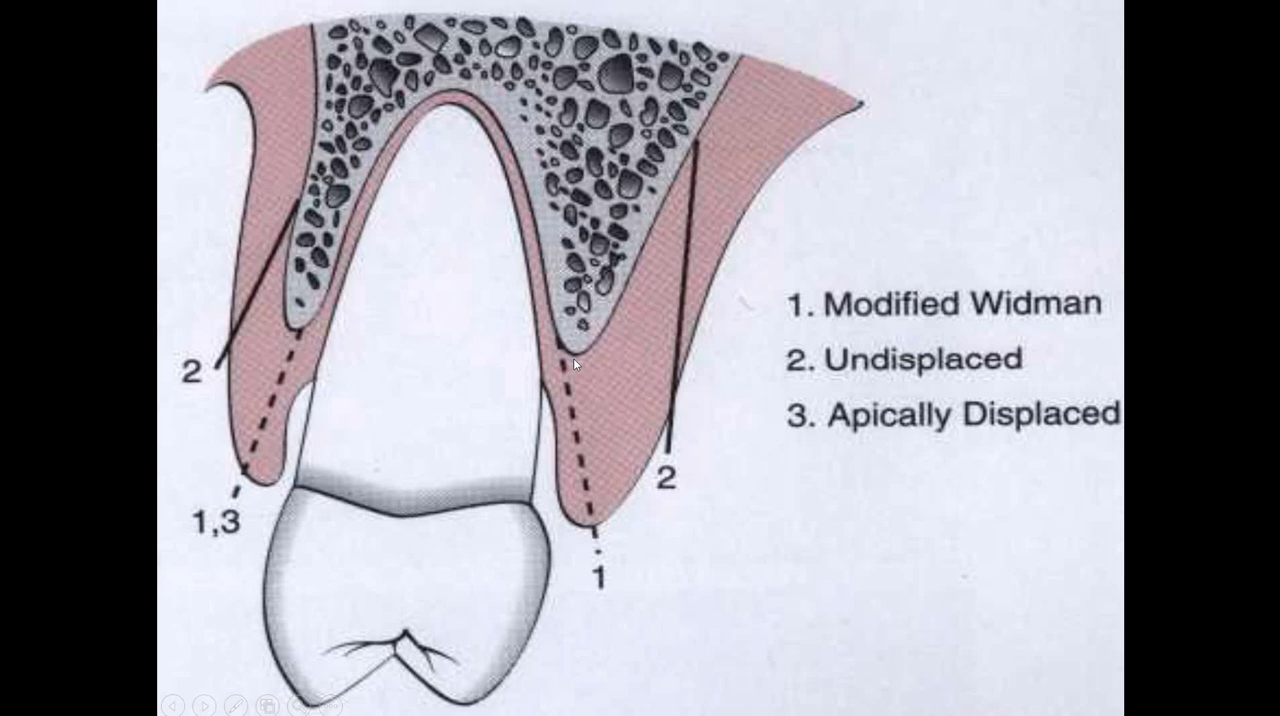 1. Modified Widman
2. Undisplaced
3. Apically Displaced
2
1,3
2
1